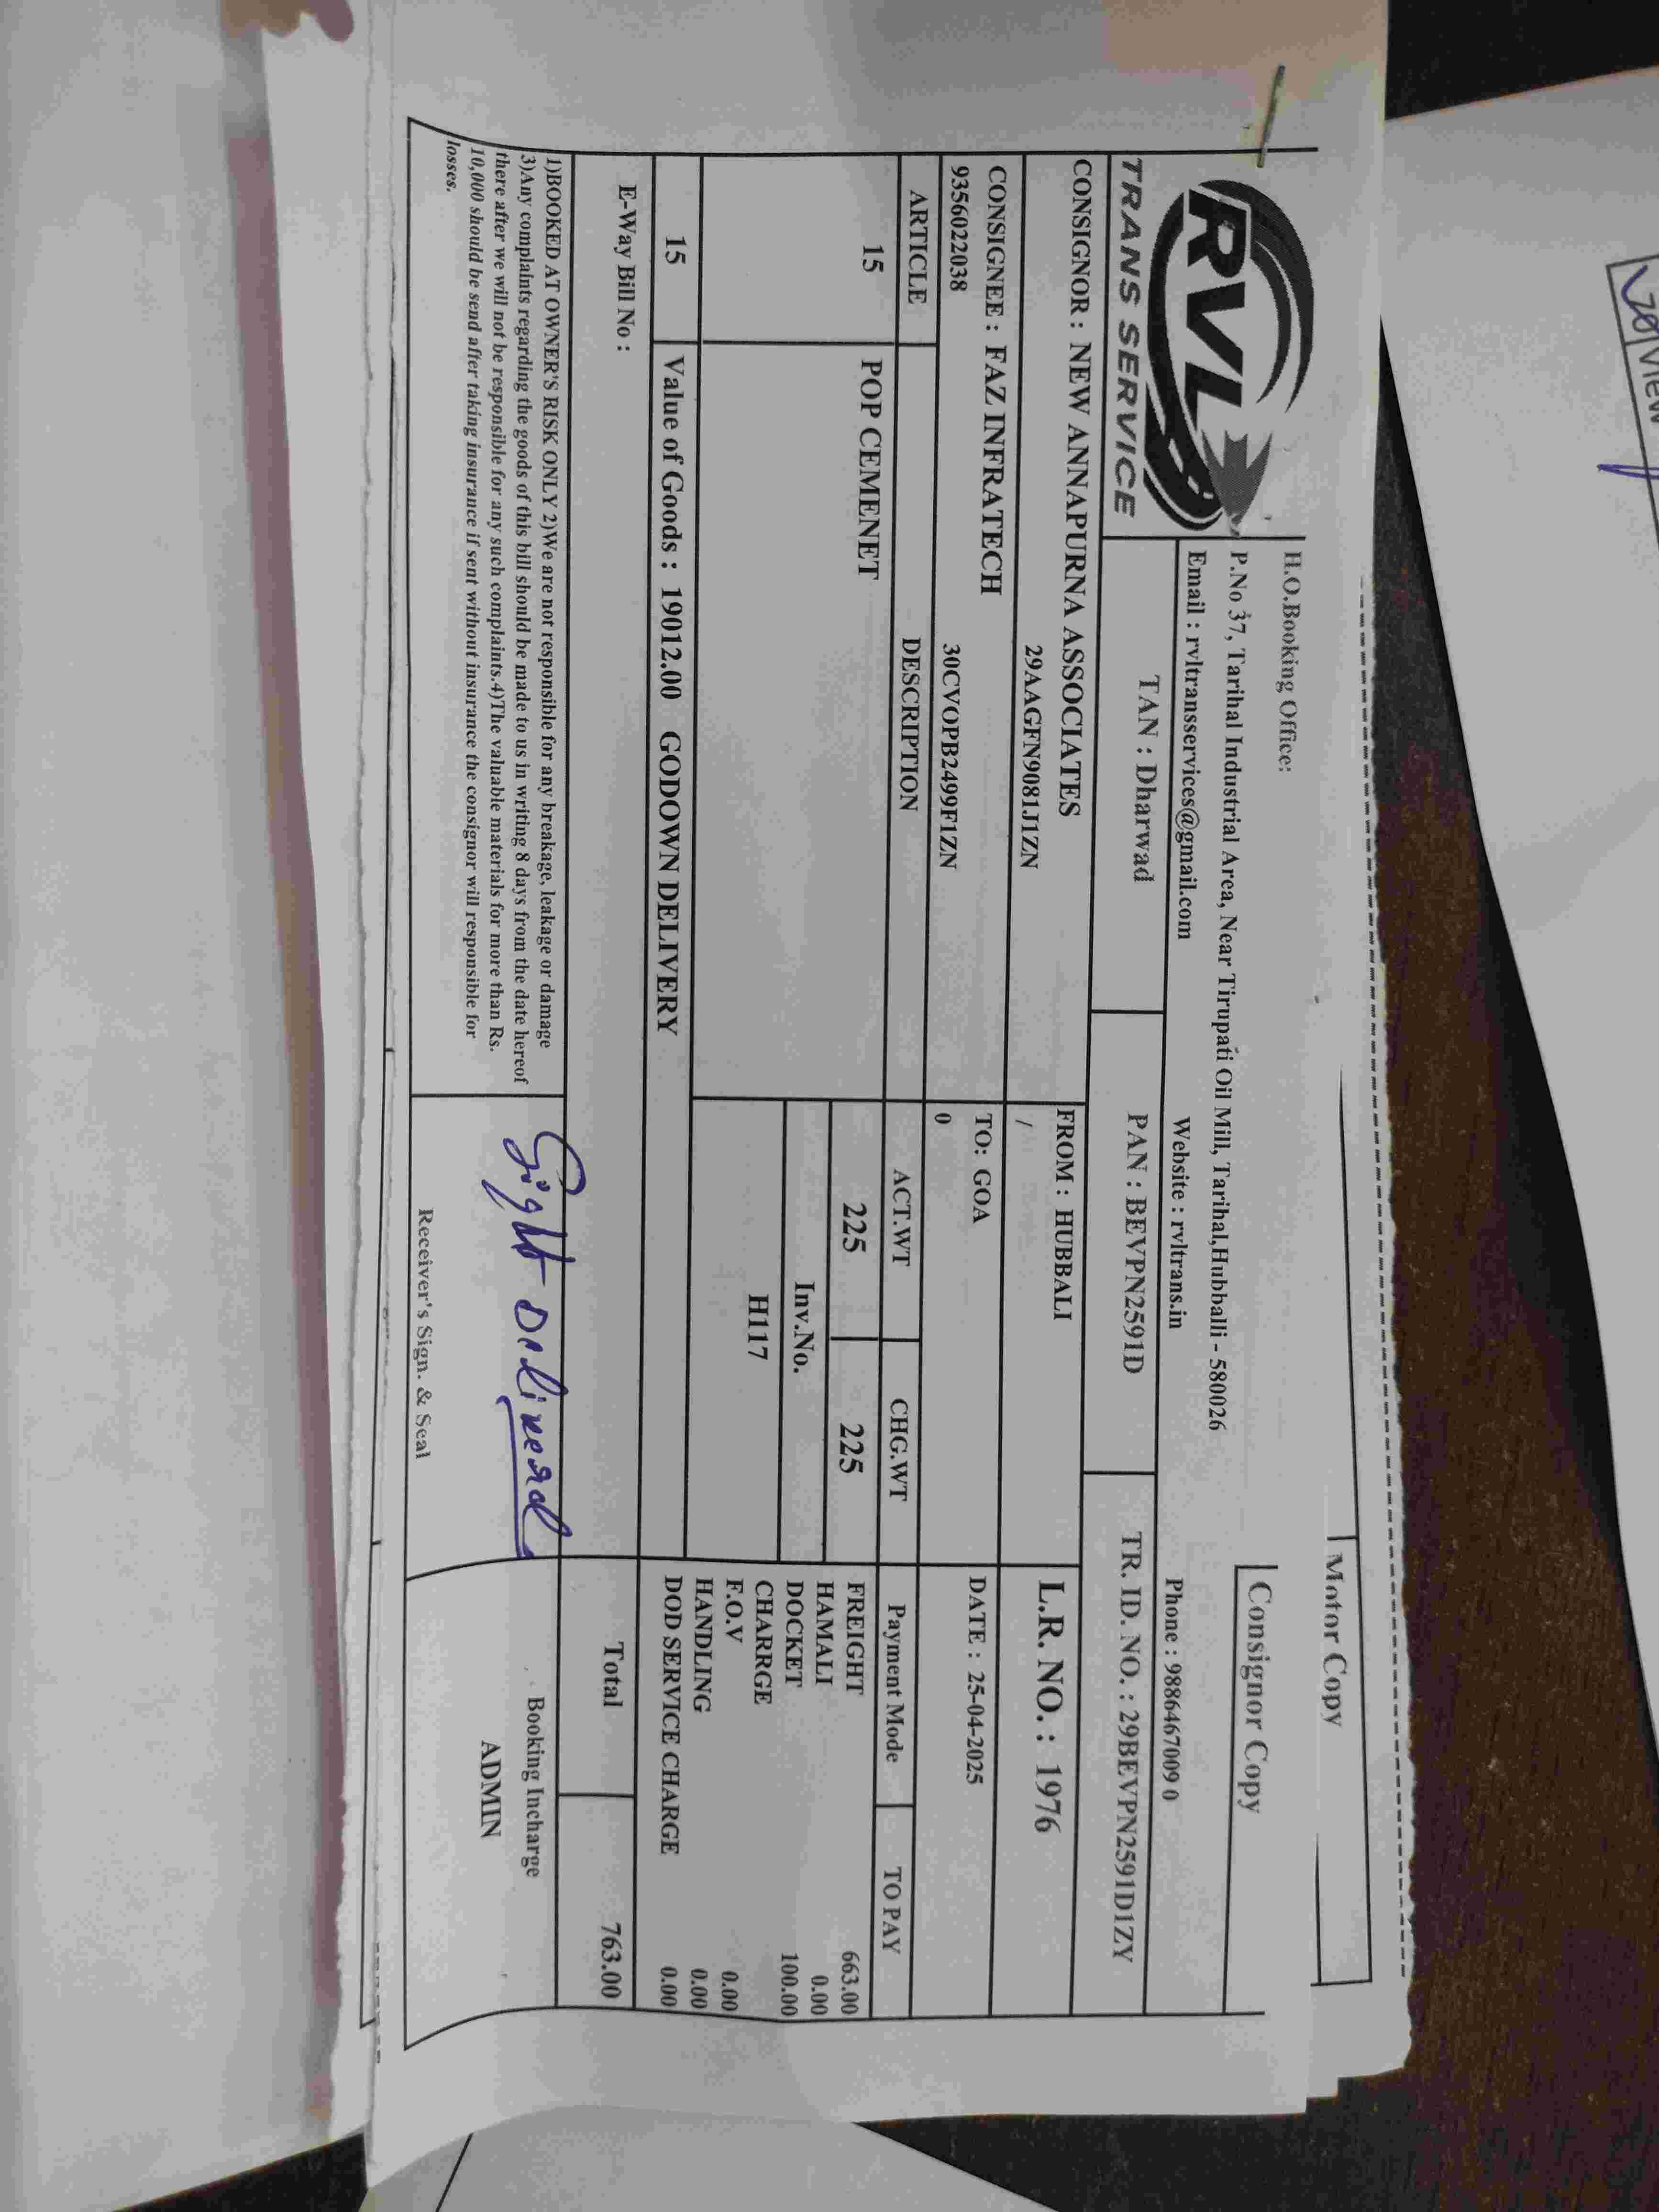 Motor Copy
Consignor Copy
H.O.Booking Office:
P.No 37, Tarihal Industrial Area, Near Tirupati Oil Mill, Tarihal,Hubballi - 580026
Email : rvltransservices@gmail.com Website : rvltrans.in Phone : 9886467009 0
RVL
TRANS SERVICE
TAN : Dharwad PAN : BEVPN2591D TR. ID. NO. : 29BEVPN2591D1ZY
CONSIGNOR : NEW ANNAPURNA ASSOCIATES FROM : HUBBALI L.R. NO. : 1976
29AAGFN9081J1ZN /
CONSIGNEE : FAZ INFRATECH TO: GOA DATE : 25-04-2025
9356022038 30CVOPB2499F1ZN 0
ARTICLE DESCRIPTION ACT.WT CHG.WT Payment Mode TO PAY
15 POP CEMENET 225 225 FREIGHT 663.00
HAMALI 0.00
Inv.No. DOCKET 100.00
CHARRGE
H117 F.O.V 0.00
HANDLING 0.00
15 Value of Goods : 19012.00 GODOWN DELIVERY DOD SERVICE CHARGE 0.00
E-Way Bill No : Total 763.00
1)BOOKED AT OWNER'S RISK ONLY 2)We are not responsible for any breakage, leakage or damage
3)Any complaints regarding the goods of this bill should be made to us in writing 8 days from the date hereof
there after we will not be responsible for any such complaints.4)The valuable materials for more than Rs.
10,000 should be send after taking insurance if sent without insurance the consignor will responsible for
losses.
Delivered
Receiver's Sign. & Seal
Booking Incharge
ADMIN
View